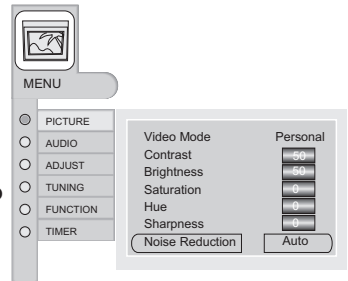 MENU
PICTURE
AUDIO
ADJUST
TUNING
FUNCTION
TIMER
Video Mode Personal
Contrast 50
Brightness 50
Saturation 0
Hue 0
Sharpness 0
Noise Reduction Auto